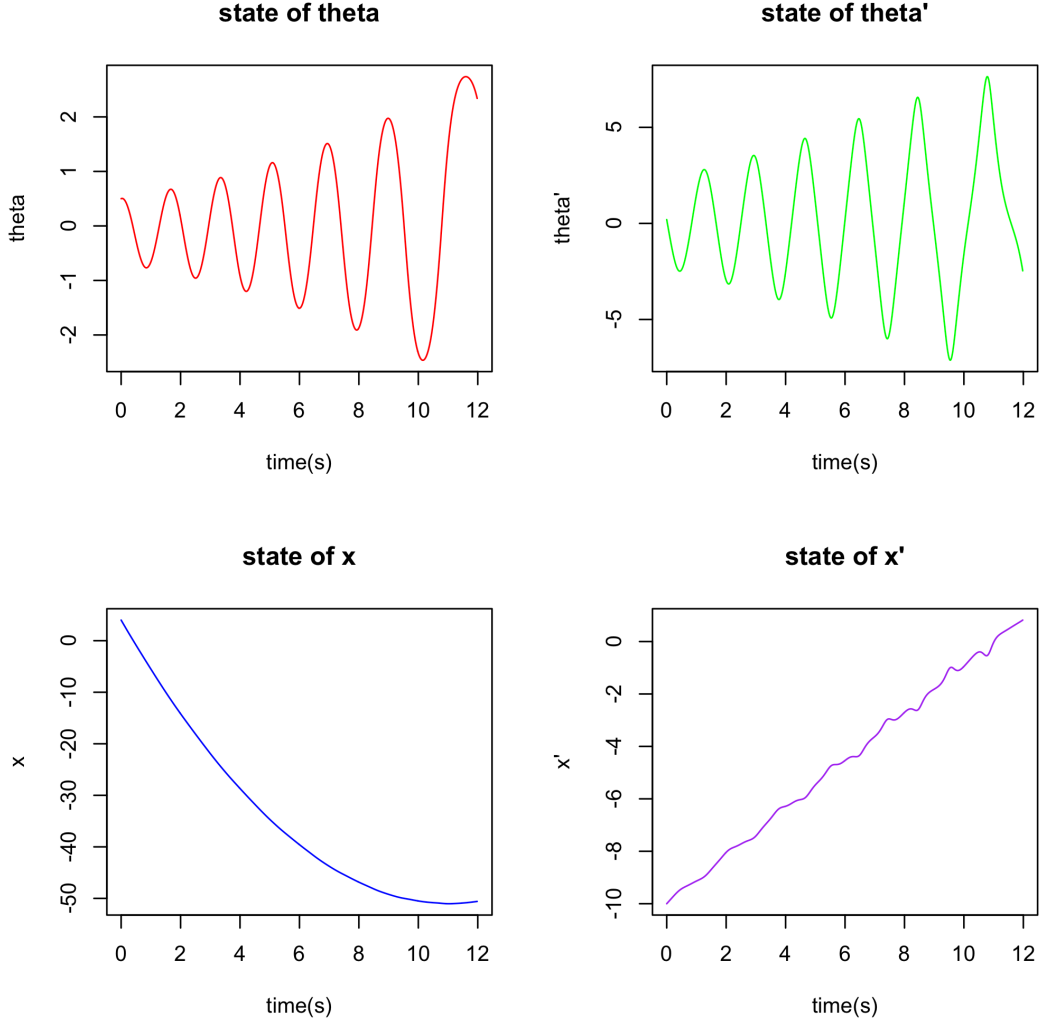 state of theta
theta
2
1
0
-1
-2
0 2 4 6 8 10 12
time(s)
state of theta'
theta'
5
0
-5
0 2 4 6 8 10 12
time(s)
state of x
x
0
-10
-20
-30
-40
-50
0 2 4 6 8 10 12
time(s)
state of x'
x'
0
-2
-4
-6
-8
-10
0 2 4 6 8 10 12
time(s)